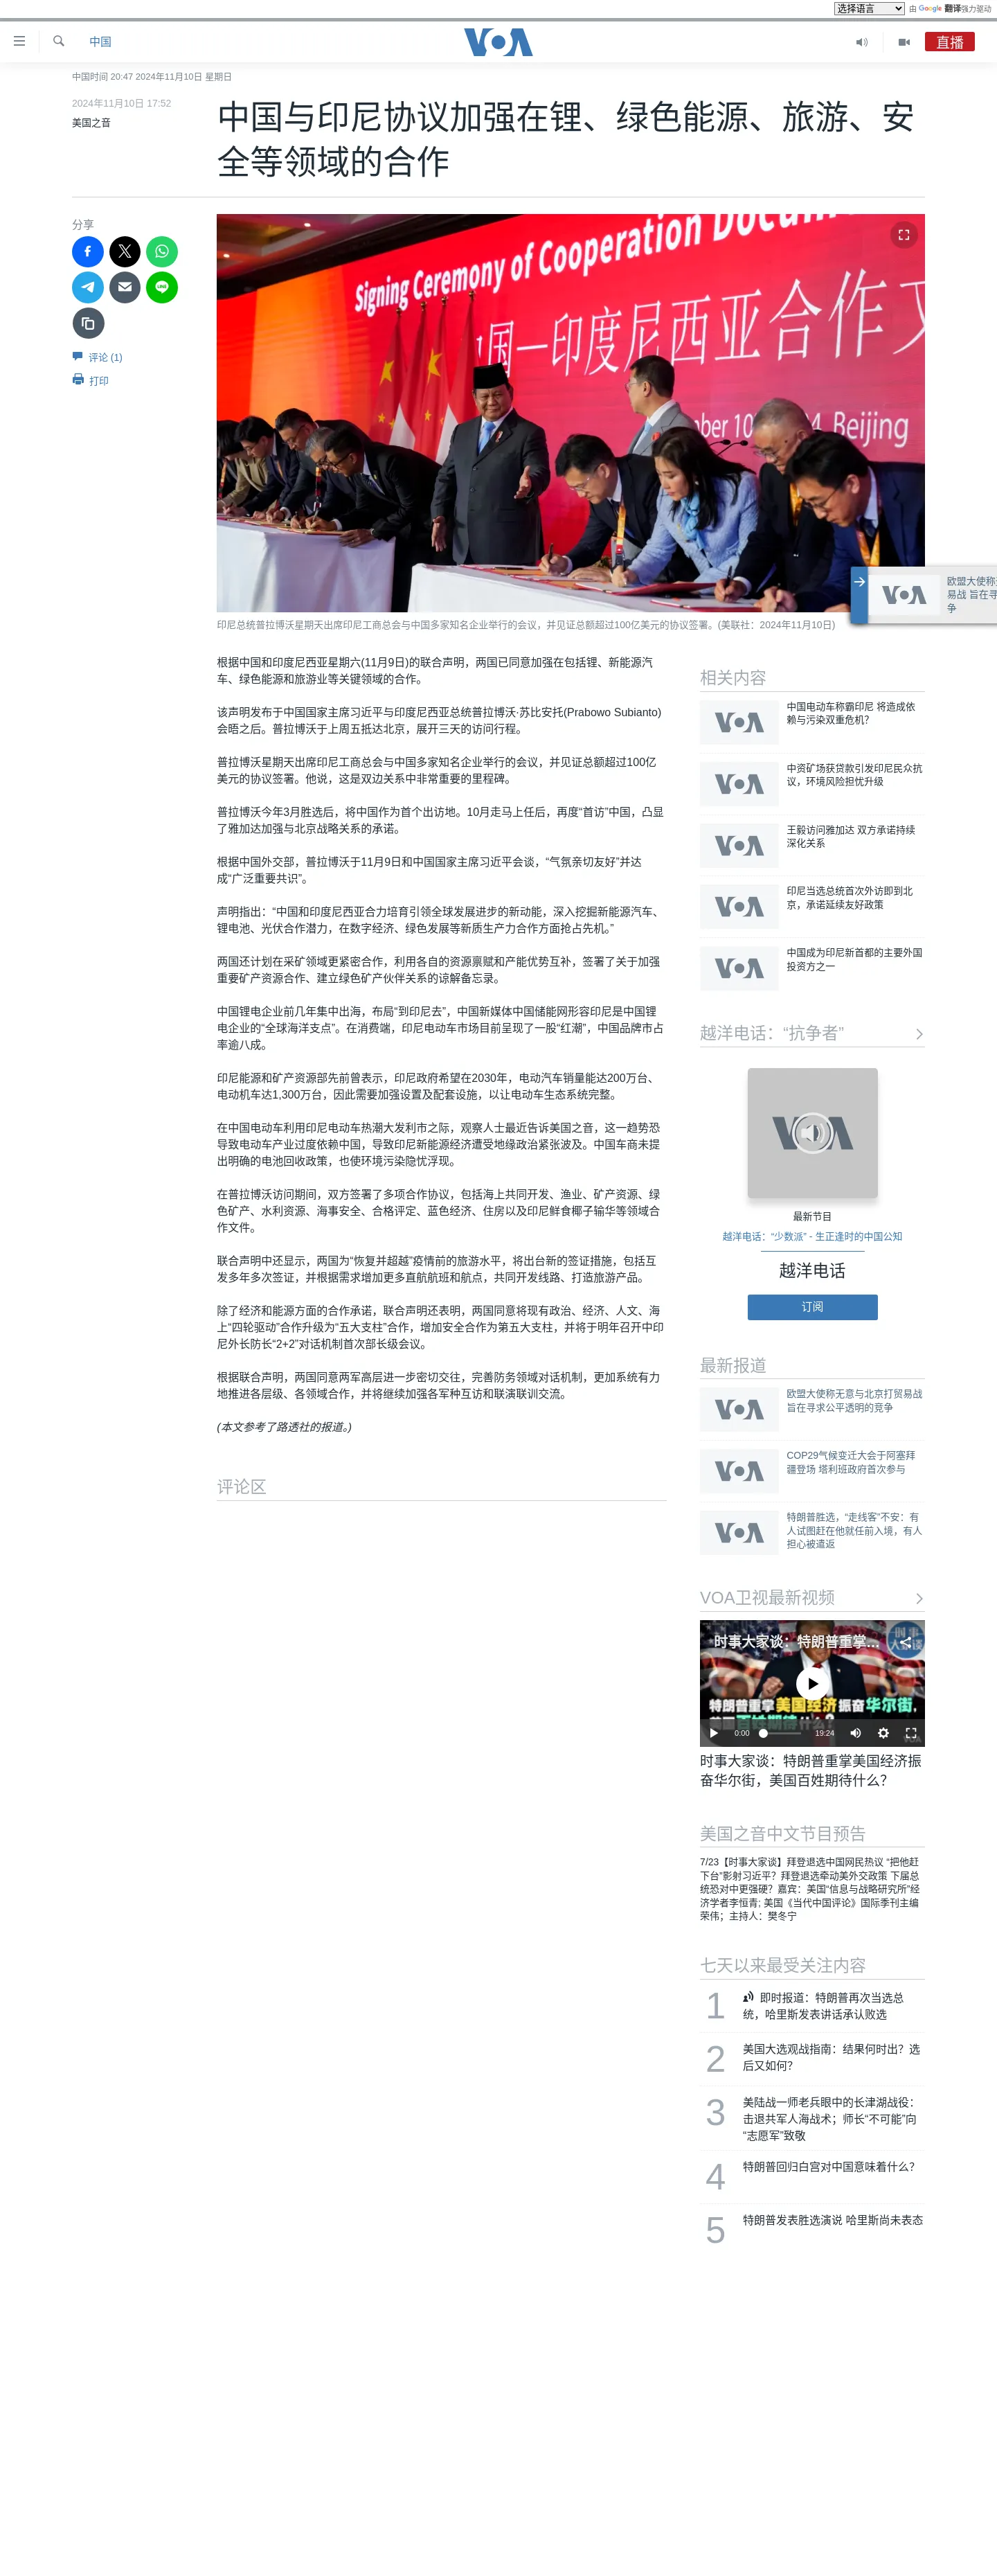 选择语言 由 Google 翻译强力驱动
中国
VOA
直播
中国时间 20:47 2024年11月10日 星期日
2024年11月10日 17:52
美国之音
中国与印尼协议加强在锂、绿色能源、旅游、安
全等领域的合作
分享
评论 (1)
打印
Signing Ceremony of Cooperation Docum
国-印度尼西亚合作文
mber 10th, 2024, Beijing
印尼总统普拉博沃星期天出席印尼工商总会与中国多家知名企业举行的会议，并见证总额超过100亿美元的协议签署。(美联社：2024年11月10日)
VOA
欧盟大使称
易战 旨在寻
争
根据中国和印度尼西亚星期六(11月9日)的联合声明，两国已同意加强在包括锂、新能源汽
车、绿色能源和旅游业等关键领域的合作。
该声明发布于中国国家主席习近平与印度尼西亚总统普拉博沃·苏比安托(Prabowo Subianto)
会晤之后。普拉博沃于上周五抵达北京，展开三天的访问行程。
普拉博沃星期天出席印尼工商总会与中国多家知名企业举行的会议，并见证总额超过100亿
美元的协议签署。他说，这是双边关系中非常重要的里程碑。
普拉博沃今年3月胜选后，将中国作为首个出访地。10月走马上任后，再度“首访”中国，凸显
了雅加达加强与北京战略关系的承诺。
根据中国外交部，普拉博沃于11月9日和中国国家主席习近平会谈，“气氛亲切友好”并达
成“广泛重要共识”。
声明指出：“中国和印度尼西亚合力培育引领全球发展进步的新动能，深入挖掘新能源汽车、
锂电池、光伏合作潜力，在数字经济、绿色发展等新质生产力合作方面抢占先机。”
两国还计划在采矿领域更紧密合作，利用各自的资源禀赋和产能优势互补，签署了关于加强
重要矿产资源合作、建立绿色矿产伙伴关系的谅解备忘录。
中国锂电企业前几年集中出海，布局“到印尼去”，中国新媒体中国储能网形容印尼是中国锂
电企业的“全球海洋支点”。在消费端，印尼电动车市场目前呈现了一股“红潮”，中国品牌市占
率逾八成。
印尼能源和矿产资源部先前曾表示，印尼政府希望在2030年，电动汽车销量能达200万台、
电动机车达1,300万台，因此需要加强设置及配套设施，以让电动车生态系统完整。
在中国电动车利用印尼电动车热潮大发利市之际，观察人士最近告诉美国之音，这一趋势恐
导致电动车产业过度依赖中国，导致印尼新能源经济遭受地缘政治紧张波及。中国车商未提
出明确的电池回收政策，也使环境污染隐忧浮现。
在普拉博沃访问期间，双方签署了多项合作协议，包括海上共同开发、渔业、矿产资源、绿
色矿产、水利资源、海事安全、合格评定、蓝色经济、住房以及印尼鲜食椰子输华等领域合
作文件。
联合声明中还显示，两国为“恢复并超越”疫情前的旅游水平，将出台新的签证措施，包括互
发多年多次签证，并根据需求增加更多直航航班和航点，共同开发线路、打造旅游产品。
除了经济和能源方面的合作承诺，联合声明还表明，两国同意将现有政治、经济、人文、海
上“四轮驱动”合作升级为“五大支柱”合作，增加安全合作为第五大支柱，并将于明年召开中印
尼外长防长“2+2”对话机制首次部长级会议。
根据联合声明，两国同意两军高层进一步密切交往，完善防务领域对话机制，更加系统有力
地推进各层级、各领域合作，并将继续加强各军种互访和联演联训交流。
(本文参考了路透社的报道。)
评论区
相关内容
VOA
中国电动车称霸印尼 将造成依
赖与污染双重危机？
VOA
中资矿场获贷款引发印尼民众抗
议，环境风险担忧升级
VOA
王毅访问雅加达 双方承诺持续
深化关系
VOA
印尼当选总统首次外访即到北
京，承诺延续友好政策
VOA
中国成为印尼新首都的主要外国
投资方之一
越洋电话：“抗争者”
VOA
最新节目
越洋电话：“少数派” - 生正逢时的中国公知
越洋电话
订阅
最新报道
VOA
欧盟大使称无意与北京打贸易战
旨在寻求公平透明的竞争
VOA
COP29气候变迁大会于阿塞拜
疆登场 塔利班政府首次参与
VOA
特朗普胜选，“走线客”不安：有
人试图赶在他就任前入境，有人
担心被遣返
VOA卫视最新视频
时事大家谈：特朗普重掌...
时事
大家谈
特朗普重掌美国经济振奋华尔街，
美国百姓期待什么？
0:00
19:24
VOA
时事大家谈：特朗普重掌美国经济振
奋华尔街，美国百姓期待什么？
美国之音中文节目预告
7/23【时事大家谈】拜登退选中国网民热议 “把他赶
下台”影射习近平？拜登退选牵动美外交政策 下届总
统恐对中更强硬？嘉宾：美国“信息与战略研究所”经
济学者李恒青; 美国《当代中国评论》国际季刊主编
荣伟；主持人：樊冬宁
七天以来最受关注内容
1
即时报道：特朗普再次当选总
统，哈里斯发表讲话承认败选
2
美国大选观战指南：结果何时出？选
后又如何？
3
美陆战一师老兵眼中的长津湖战役：
击退共军人海战术；师长“不可能”向
“志愿军”致敬
4
特朗普回归白宫对中国意味着什么？
5
特朗普发表胜选演说 哈里斯尚未表态